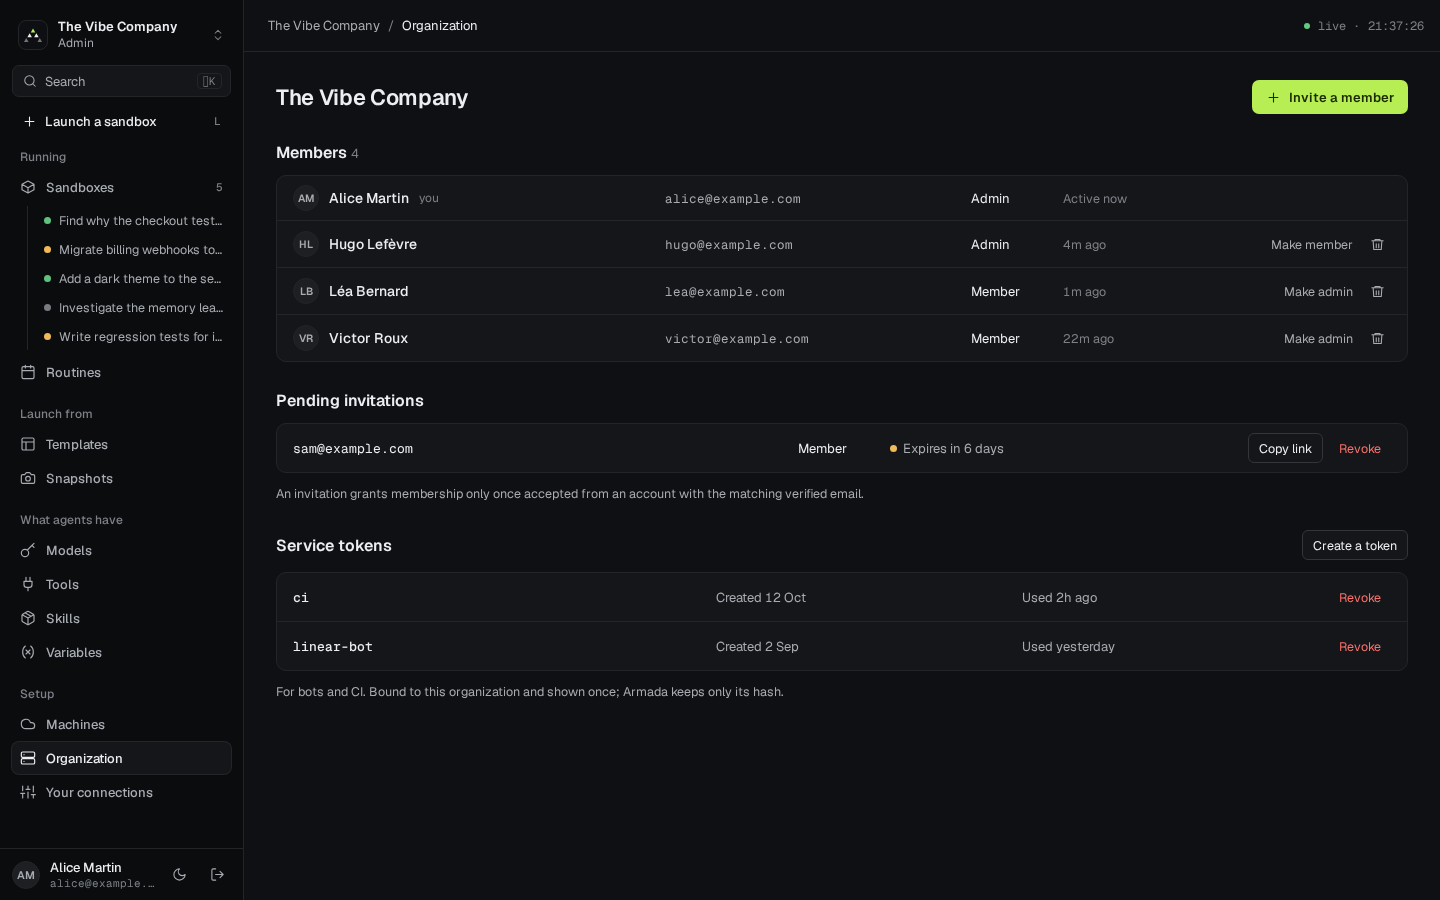 The Vibe Company
Admin
Search
K
Launch a sandbox
L
Running
Sandboxes
5
Find why the checkout test…
Migrate billing webhooks to…
Add a dark theme to the se…
Investigate the memory lea…
Write regression tests for i…
Routines
Launch from
Templates
Snapshots
What agents have
Models
Tools
Skills
Variables
Setup
Machines
Organization
Your connections
AM
Alice Martin
alice@example.…
The Vibe Company / Organization
live · 21:37:26
The Vibe Company
Invite a member
Members 4
AM Alice Martin you alice@example.com Admin Active now
HL Hugo Lefèvre hugo@example.com Admin 4m ago Make member
LB Léa Bernard lea@example.com Member 1m ago Make admin
VR Victor Roux victor@example.com Member 22m ago Make admin
Pending invitations
sam@example.com Member Expires in 6 days Copy link Revoke
An invitation grants membership only once accepted from an account with the matching verified email.
Service tokens
Create a token
ci Created 12 Oct Used 2h ago Revoke
linear-bot Created 2 Sep Used yesterday Revoke
For bots and CI. Bound to this organization and shown once; Armada keeps only its hash.